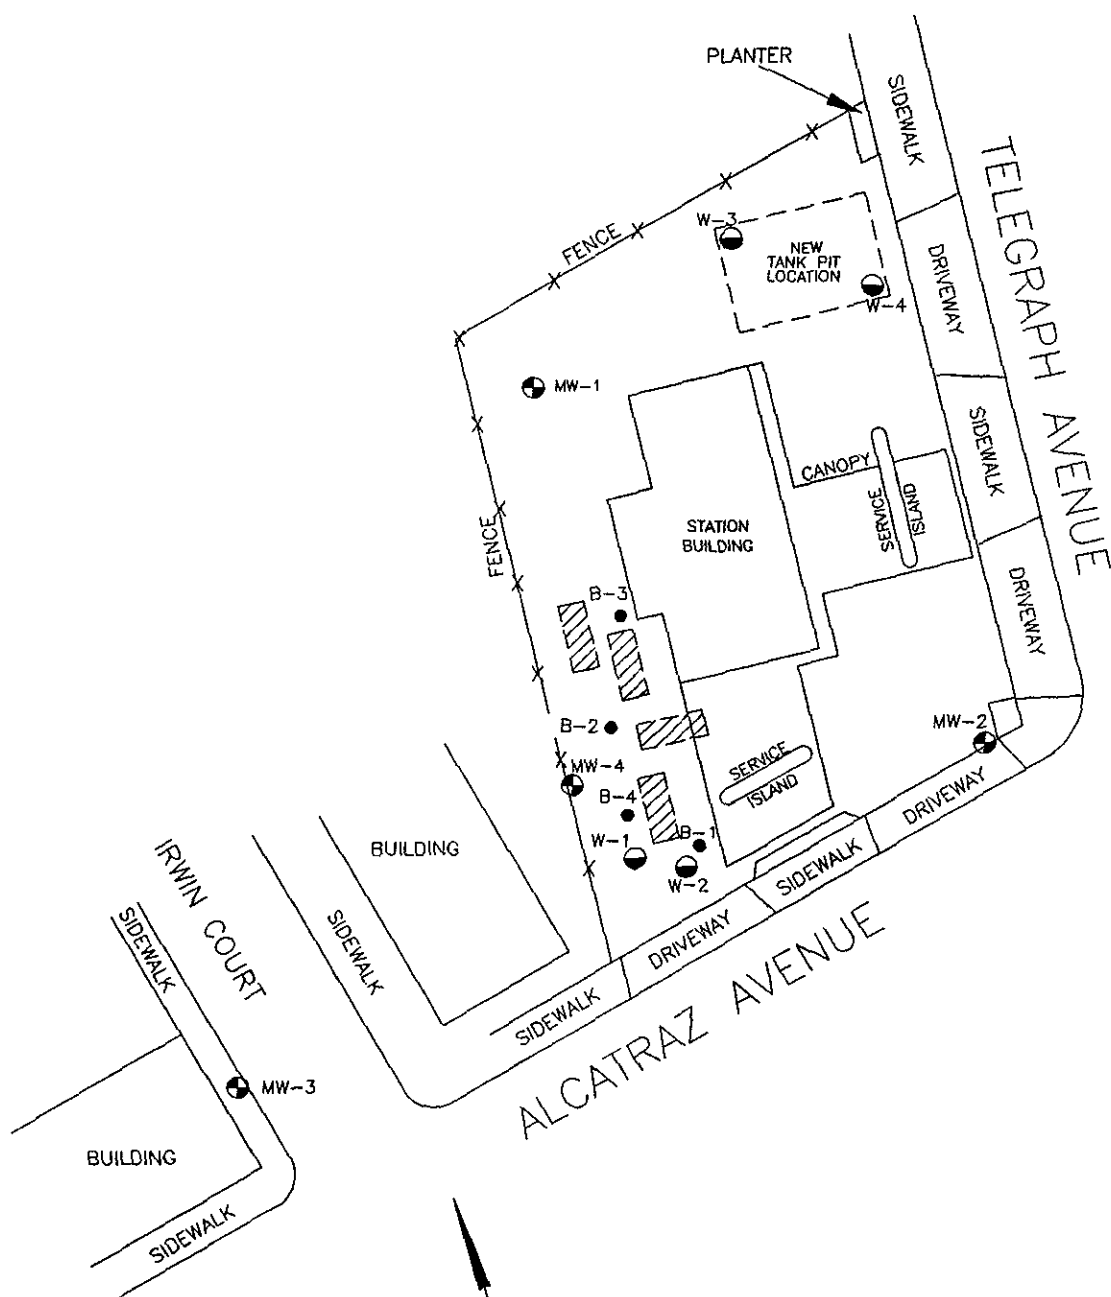 PLANTER
SIDEWALK
TELEGRAPH AVENUE
W-3
FENCE
NEW
TANK PIT
LOCATION
DRIVEWAY
W-4
MW-1
SIDEWALK
CANOPY
SERVICE
ISLAND
STATION
BUILDING
FENCE
DRIVEWAY
B-3
B-2
MW-2
MW-4
SERVICE
ISLAND
DRIVEWAY
B-4
B-1
W-1
W-2
SIDEWALK
BUILDING
IRWIN COURT
SIDEWALK
SIDEWALK
DRIVEWAY
SIDEWALK
ALCATRAZ AVENUE
MW-3
BUILDING
SIDEWALK